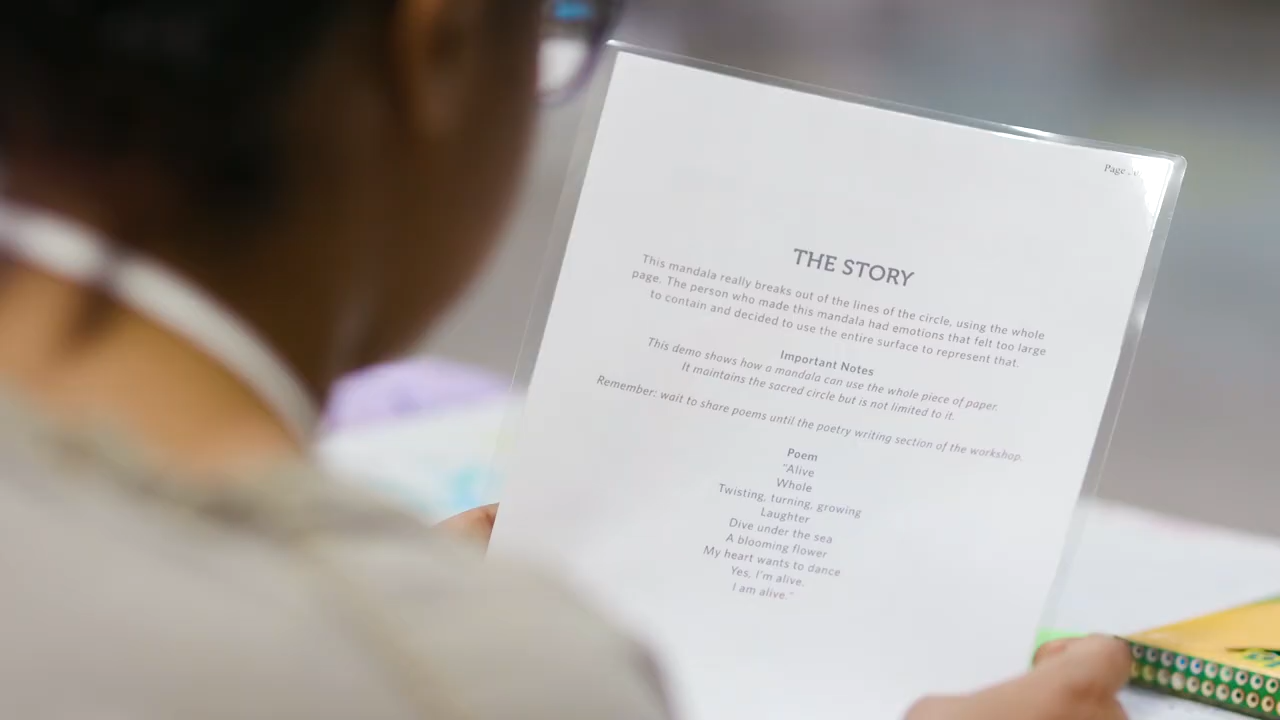 Page
THE STORY
This mandala really breaks out of the lines of the circle, using the whole
page. The person who made this mandala had emotions that felt too large
to contain and decided to use the entire surface to represent that.
Important Notes
This demo shows how a mandala can use the whole piece of paper.
It maintains the sacred circle but is not limited to it.
Remember: wait to share poems until the poetry writing section of the workshop.
Poem
"Alive
Whole
Twisting, turning, growing
Laughter
Dive under the sea
A blooming flower
My heart wants to dance
Yes, I'm alive.
I am alive."